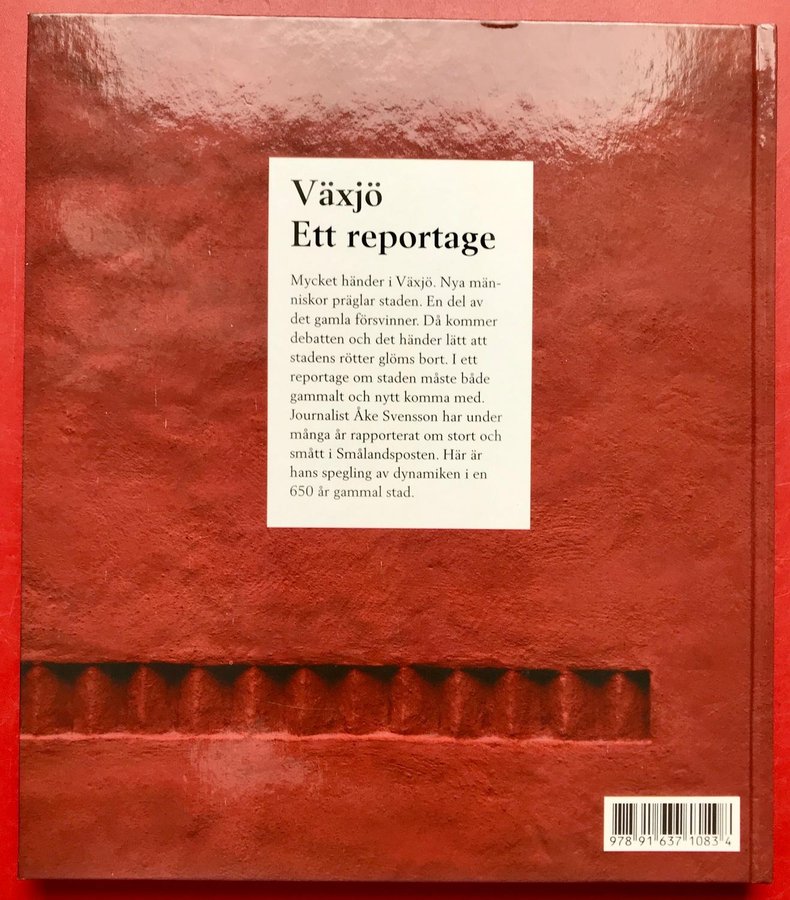 Växjö
Ett reportage
Mycket händer i Växjö. Nya män-
niskor präglar staden. En del av
det gamla försvinner. Då kommer
debatten och det händer lätt att
stadens rötter glöms bort. I ett
reportage om staden måste både
gammalt och nytt komma med.
Journalist Åke Svensson har under
många år rapporterat om stort och
smått i Smålandsposten. Här är
hans spegling av dynamiken i en
650 år gammal stad.
978 91 637 1083 4